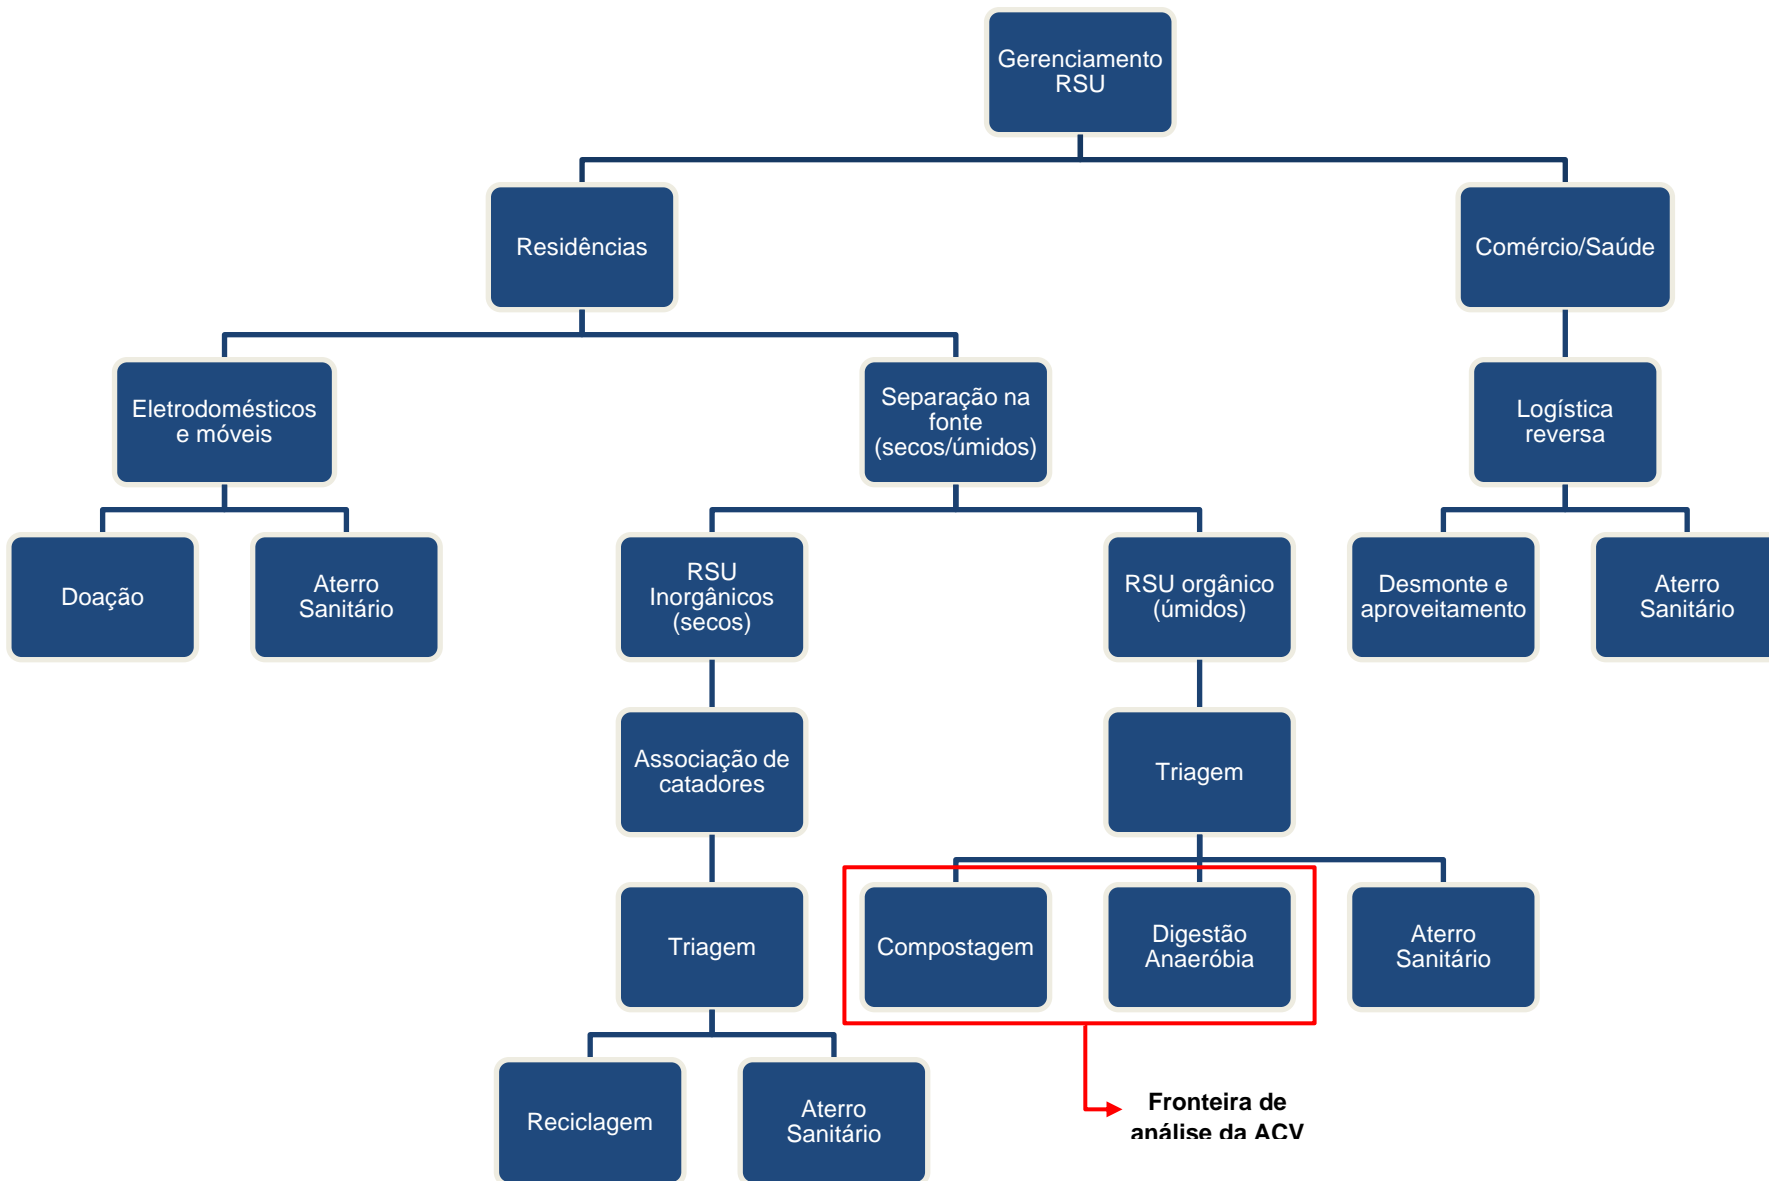 Gerenciamento
RSU
Residências
Comércio/Saúde
Eletrodomésticos
e móveis
Separação na
fonte
(secos/úmidos)
Logística
reversa
Doação
Aterro
Sanitário
RSU
Inorgânicos
(secos)
RSU orgânico
(úmidos)
Desmonte e
aproveitamento
Aterro
Sanitário
Associação de
catadores
Triagem
Triagem
Compostagem
Digestão
Anaeróbia
Aterro
Sanitário
Reciclagem
Aterro
Sanitário
Fronteira de
análise da ACV